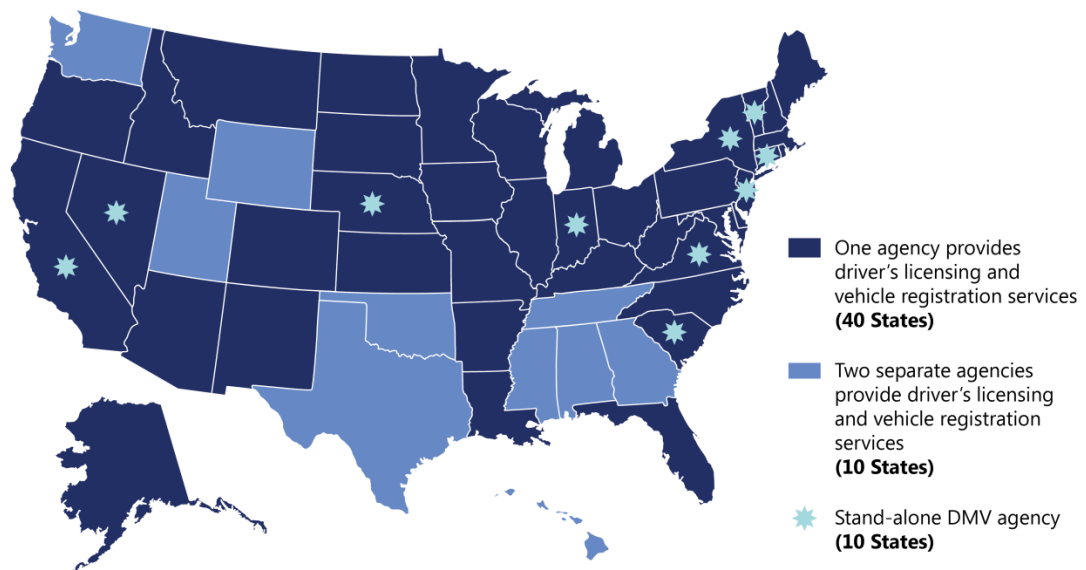 One agency provides
driver's licensing and
vehicle registration services
(40 States)
Two separate agencies
provide driver's licensing
and vehicle registration
services
(10 States)
Stand-alone DMV agency
(10 States)